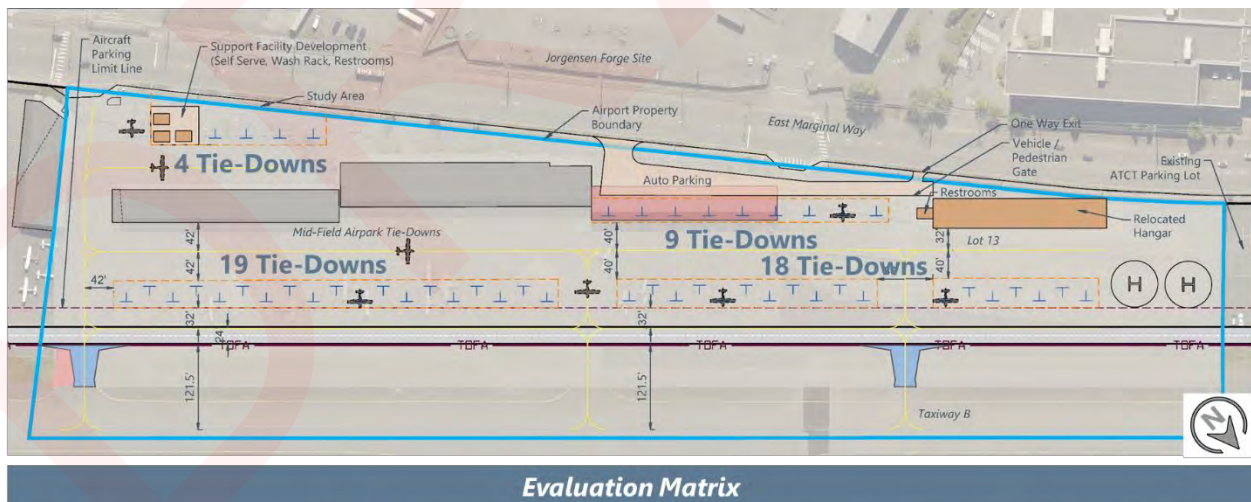 Aircraft
Parking
Limit Line
Support Facility Development
(Self Serve, Wash Rack, Restrooms)
Study Area
Jorgensen Forge Site
Airport Property
Boundary
East Marginal Way
One Way Exit
Vehicle /
Pedestrian
Gate
Existing
ATCT Parking Lot
4 Tie-Downs
Auto Parking
Restrooms
Relocated
Hangar
Mid-Field Airpark Tie-Downs
42'
40'
9 Tie-Downs
32'
Lot 13
19 Tie-Downs
42'
40'
18 Tie-Downs
40'
42'
H
H
32'
32'
24
TOFA
TOFA
TOFA
TOFA
TOFA
121.5'
121.5'
Taxiway B
N
Evaluation Matrix